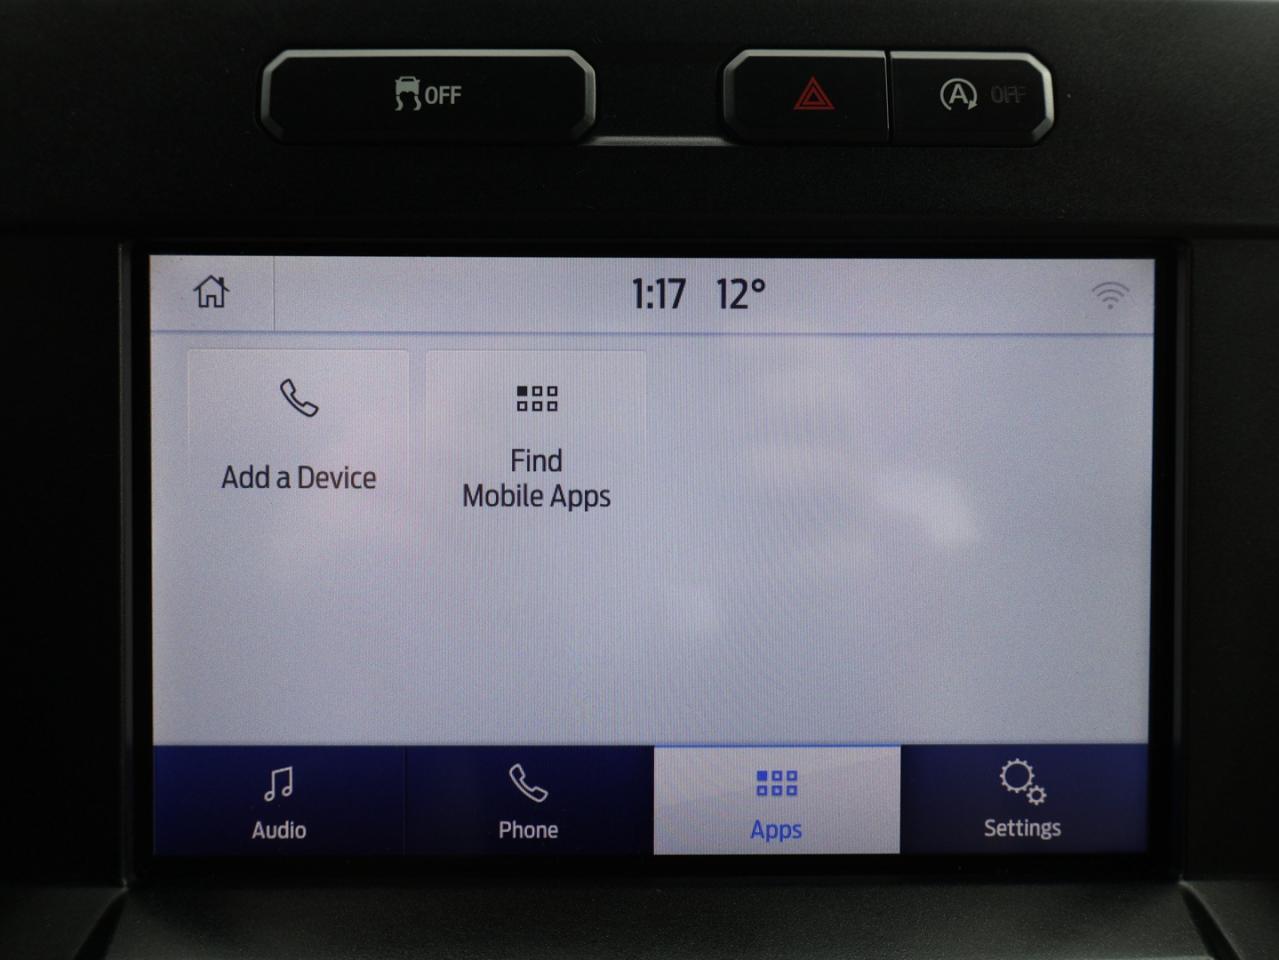 OFF
A OFF
1:17 12°
Add a Device
Find
Mobile Apps
Audio
Phone
Apps
Settings